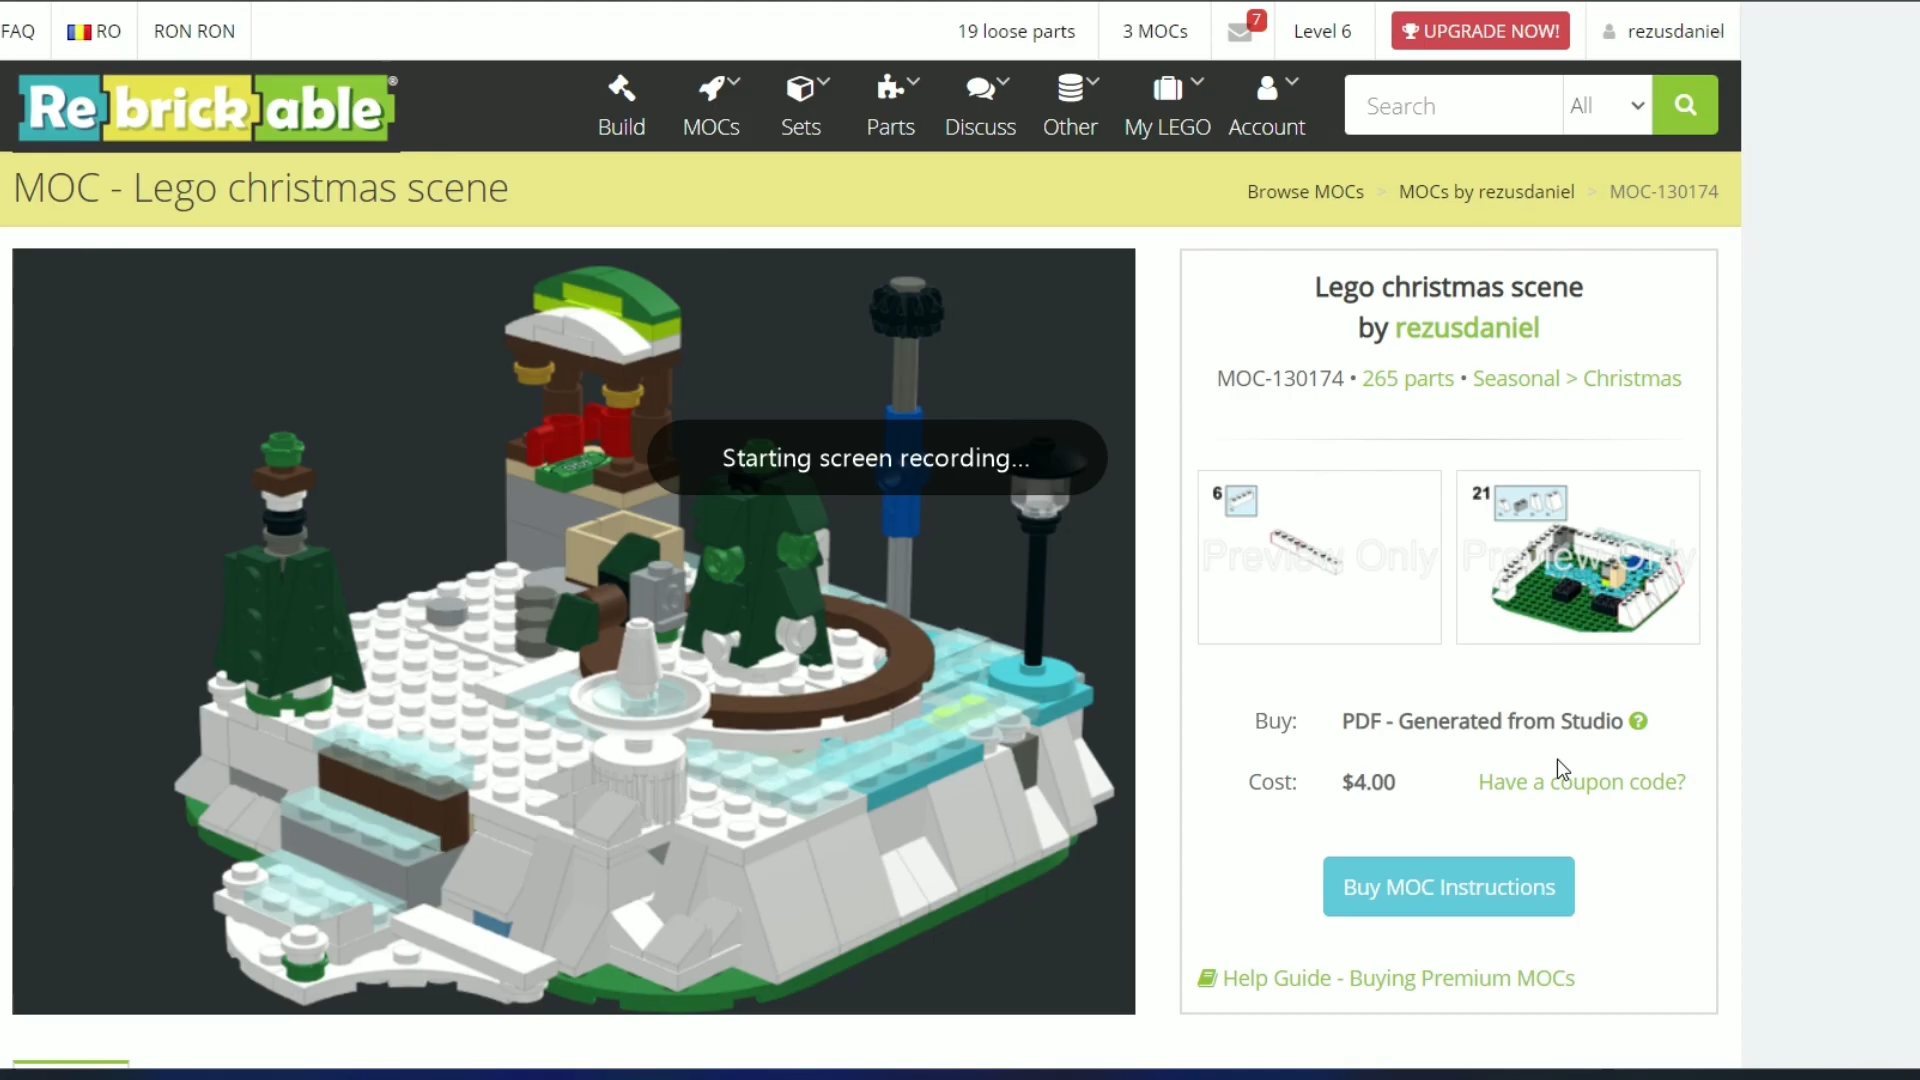 FAQ
RO
RON RON
19 loose parts
3 MOCs
7
Level 6
UPGRADE NOW!
rezusdaniel
Rebrickable®
Build
MOCs
Sets
Parts
Discuss
Other
My LEGO
Account
Search
All
MOC - Lego christmas scene
Browse MOCs > MOCs by rezusdaniel > MOC-130174
Starting screen recording...
Lego christmas scene
by rezusdaniel
MOC-130174 • 265 parts • Seasonal > Christmas
6
Preview Only
21
Preview Only
Buy: PDF - Generated from Studio ?
Cost: $4.00 Have a coupon code?
Buy MOC Instructions
Help Guide - Buying Premium MOCs